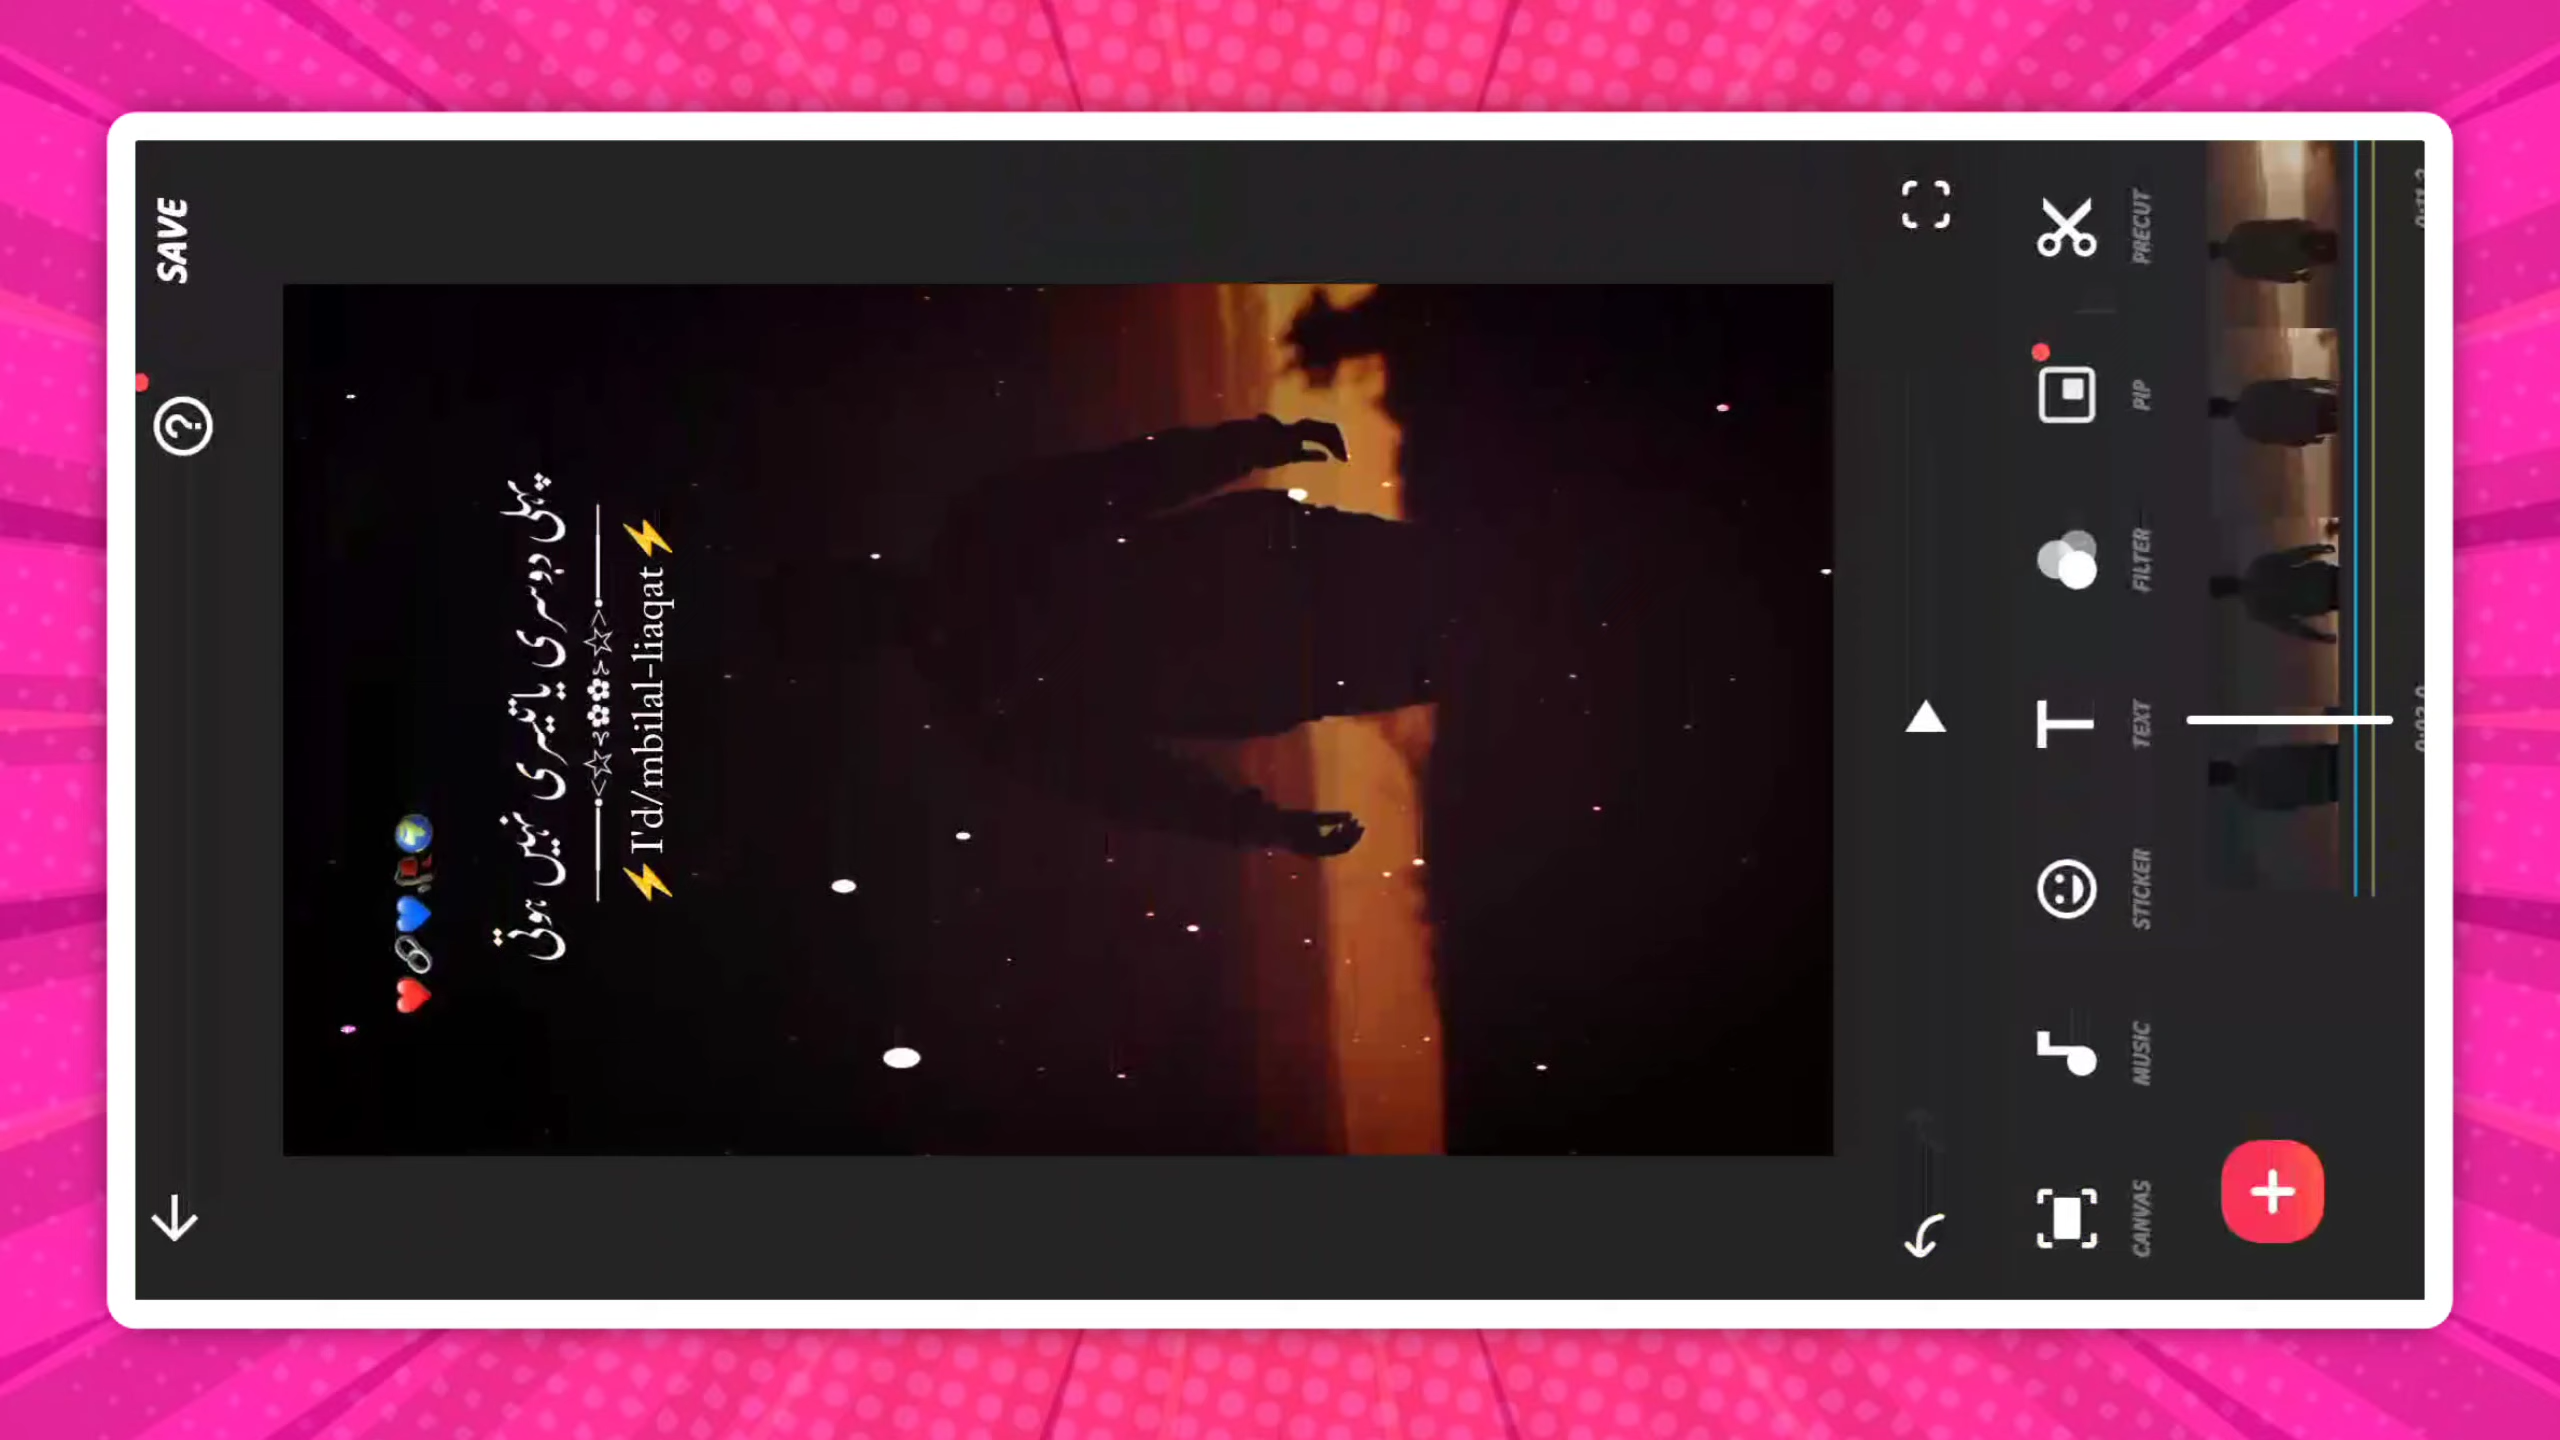 SAVE
پہلی دوسری یا تیسری نہیں ہوتی
⚡ I'd/mbilal-liaqat ⚡
CANVAS
MUSIC
STICKER
TEXT
FILTER
PIP
PRECUT